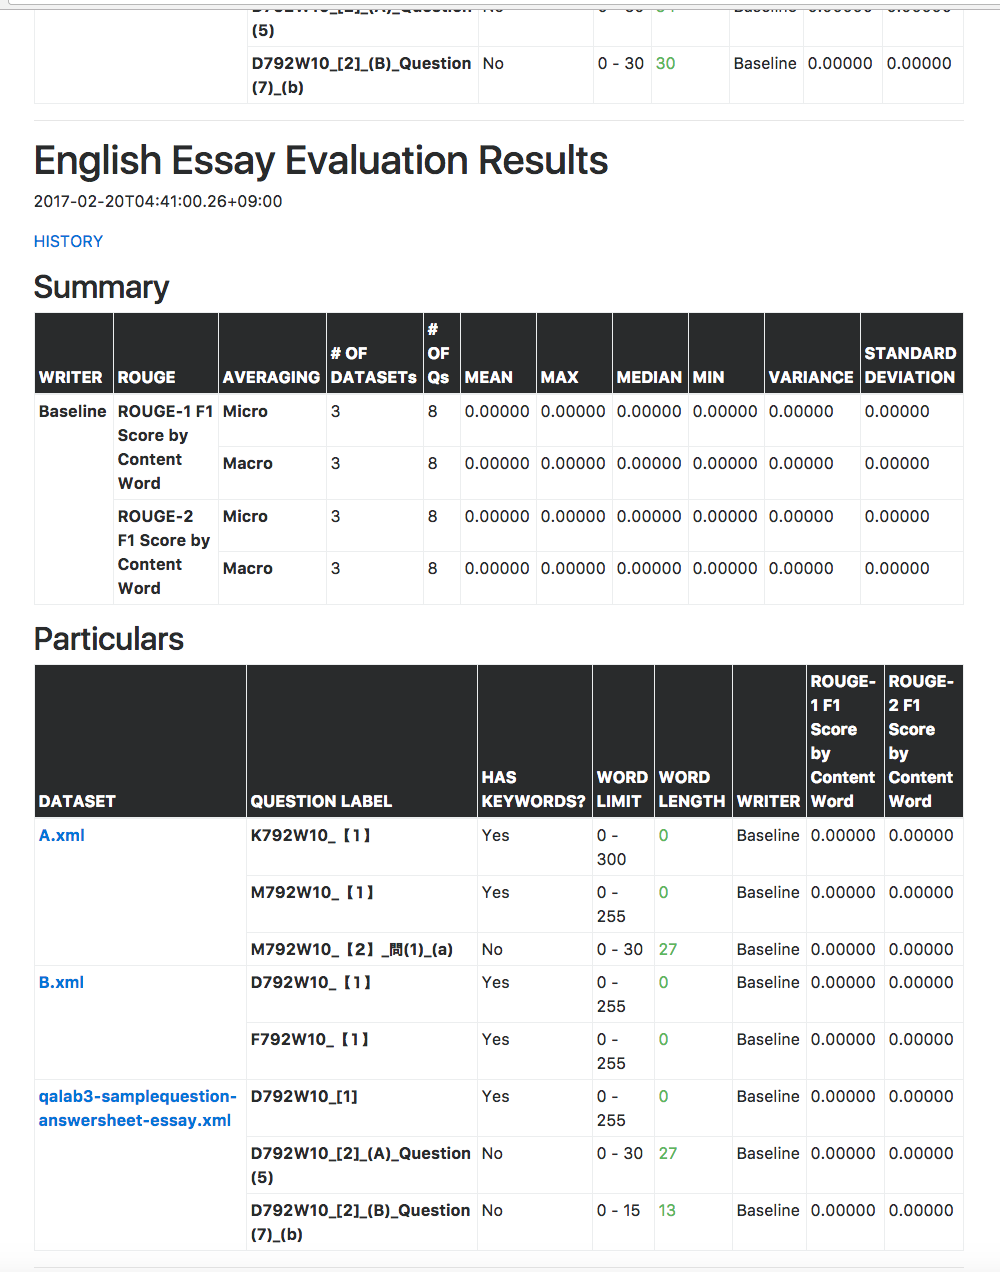 (5)
D792W10_[2]_(B)_Question No 0 - 30 30 Baseline 0.00000 0.00000
(7)_(b)
English Essay Evaluation Results
2017-02-20T04:41:00.26+09:00
HISTORY
Summary
#
# OF OF STANDARD
WRITER ROUGE AVERAGING DATASETs Qs MEAN MAX MEDIAN MIN VARIANCE DEVIATION
Baseline ROUGE-1 F1 Micro 3 8 0.00000 0.00000 0.00000 0.00000 0.00000 0.00000
Score by
Content Macro 3 8 0.00000 0.00000 0.00000 0.00000 0.00000 0.00000
Word
ROUGE-2 Micro 3 8 0.00000 0.00000 0.00000 0.00000 0.00000 0.00000
F1 Score by
Content Macro 3 8 0.00000 0.00000 0.00000 0.00000 0.00000 0.00000
Word
Particulars
ROUGE- ROUGE-
1 F1 2 F1
Score Score
by by
HAS WORD WORD Content Content
DATASET QUESTION LABEL KEYWORDS? LIMIT LENGTH WRITER Word Word
A.xml K792W10_【1】 Yes 0 - 0 Baseline 0.00000 0.00000
300
M792W10_【1】 Yes 0 - 0 Baseline 0.00000 0.00000
255
M792W10_【2】_問(1)_(a) No 0 - 30 27 Baseline 0.00000 0.00000
B.xml D792W10_【1】 Yes 0 - 0 Baseline 0.00000 0.00000
255
F792W10_【1】 Yes 0 - 0 Baseline 0.00000 0.00000
255
qalab3-samplequestion- D792W10_[1] Yes 0 - 0 Baseline 0.00000 0.00000
answersheet-essay.xml 255
D792W10_[2]_(A)_Question No 0 - 30 27 Baseline 0.00000 0.00000
(5)
D792W10_[2]_(B)_Question No 0 - 15 13 Baseline 0.00000 0.00000
(7)_(b)